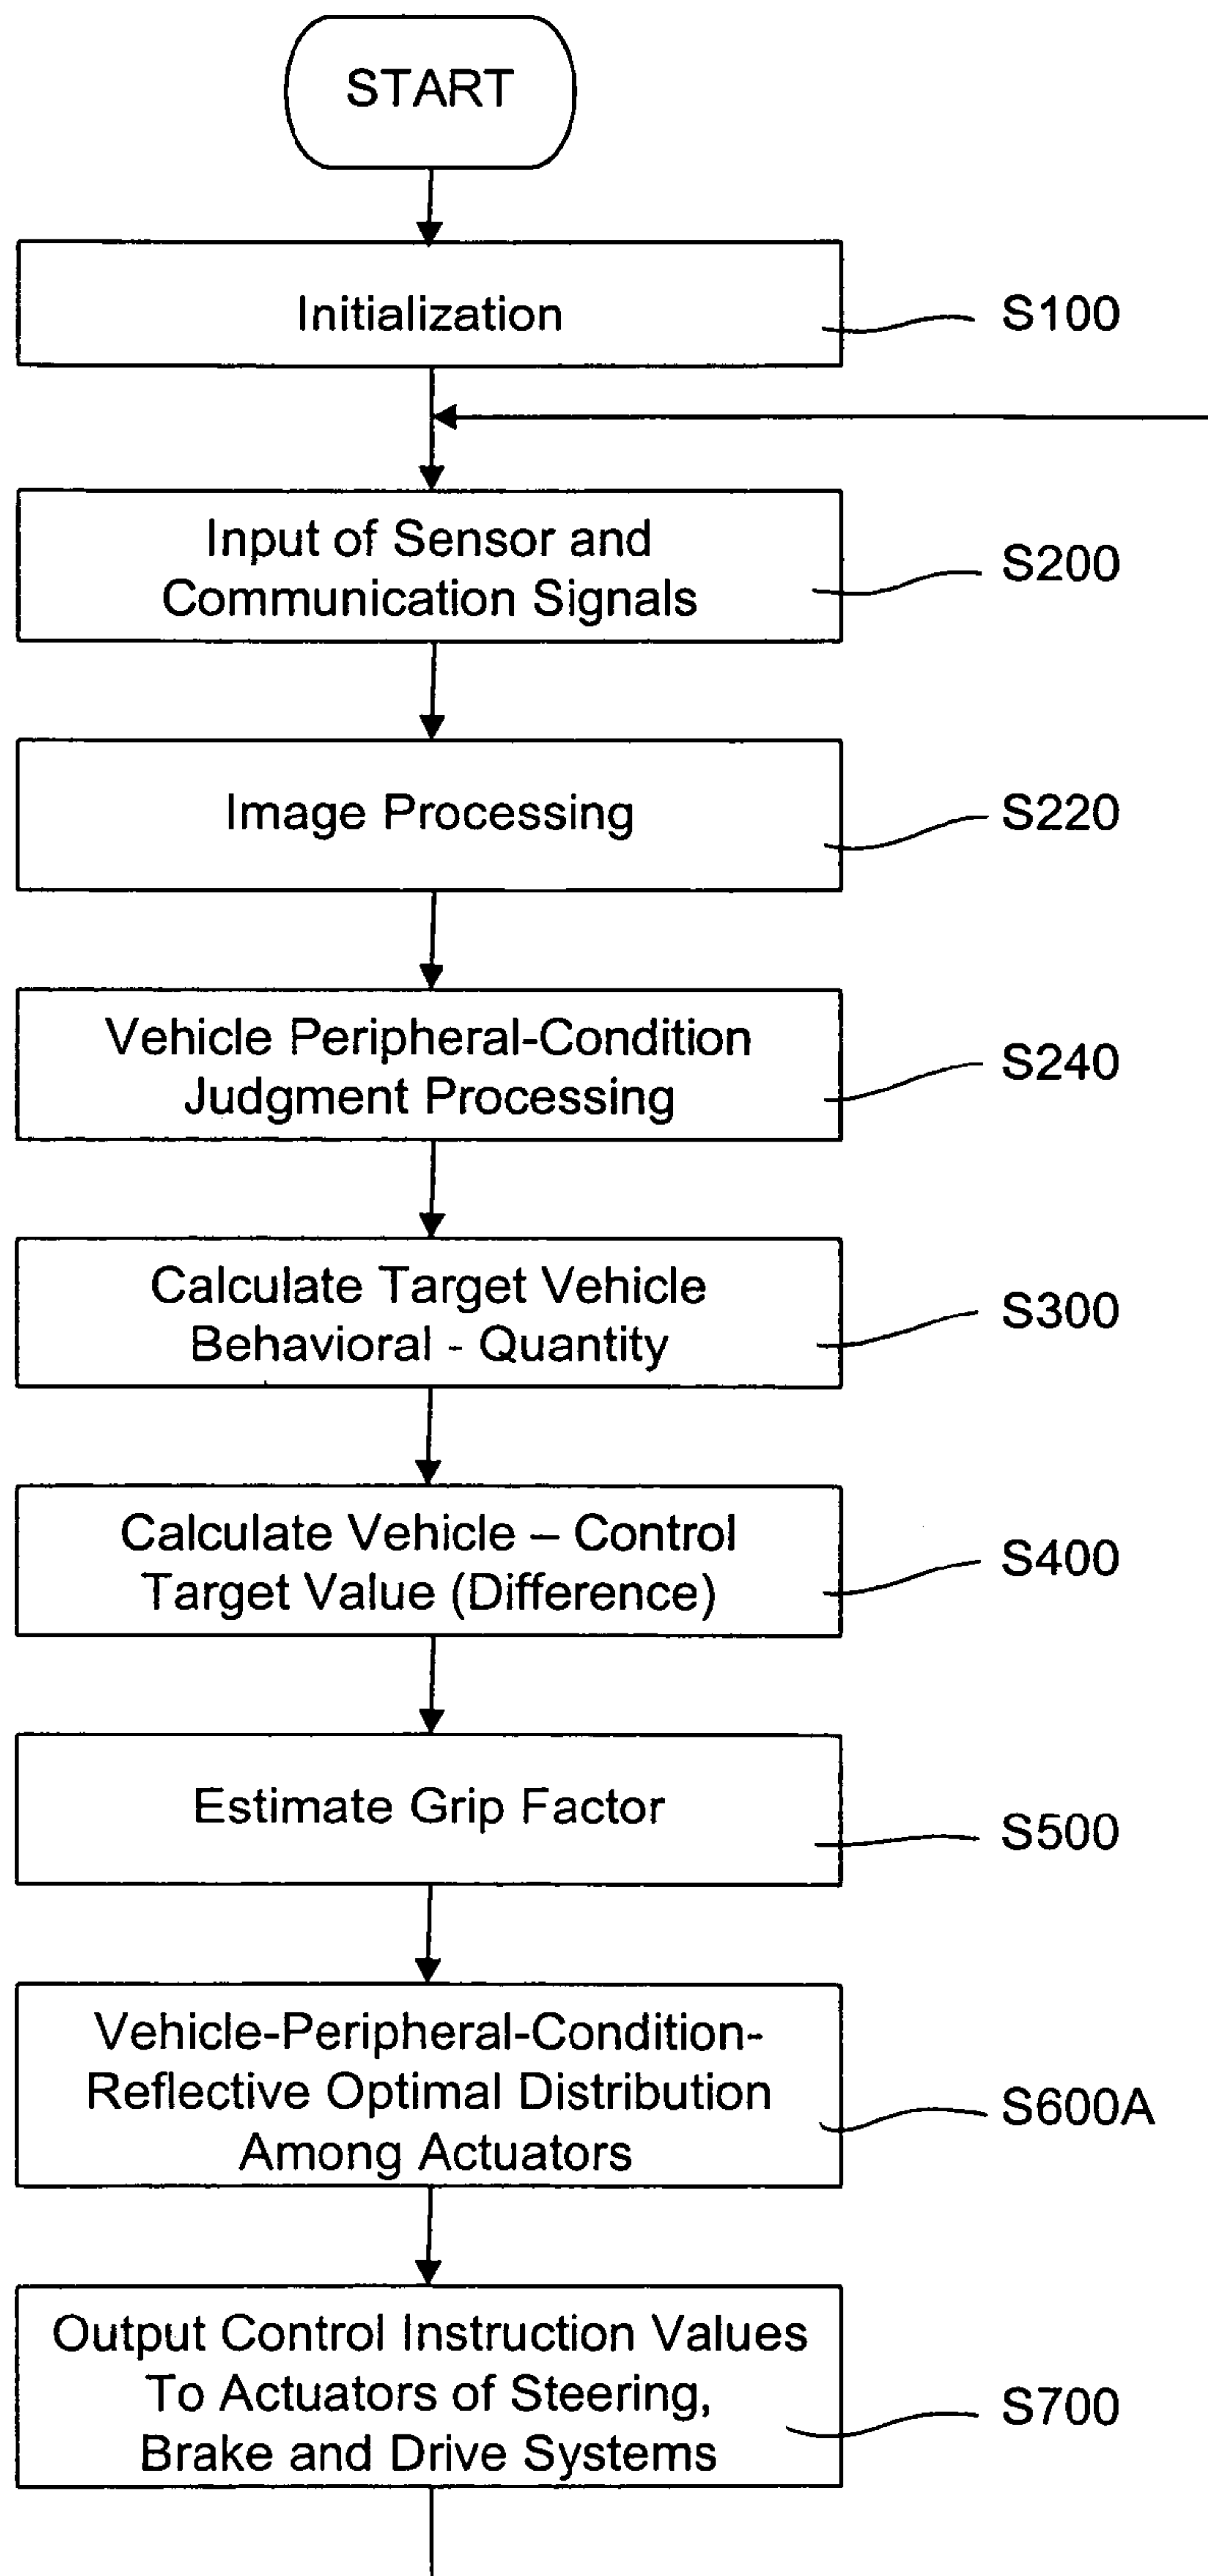 START
Initialization
S100
Input of Sensor and
Communication Signals
S200
Image Processing
S220
Vehicle Peripheral-Condition
Judgment Processing
S240
Calculate Target Vehicle
Behavioral - Quantity
S300
Calculate Vehicle – Control
Target Value (Difference)
S400
Estimate Grip Factor
S500
Vehicle-Peripheral-Condition-
Reflective Optimal Distribution
Among Actuators
S600A
Output Control Instruction Values
To Actuators of Steering,
Brake and Drive Systems
S700